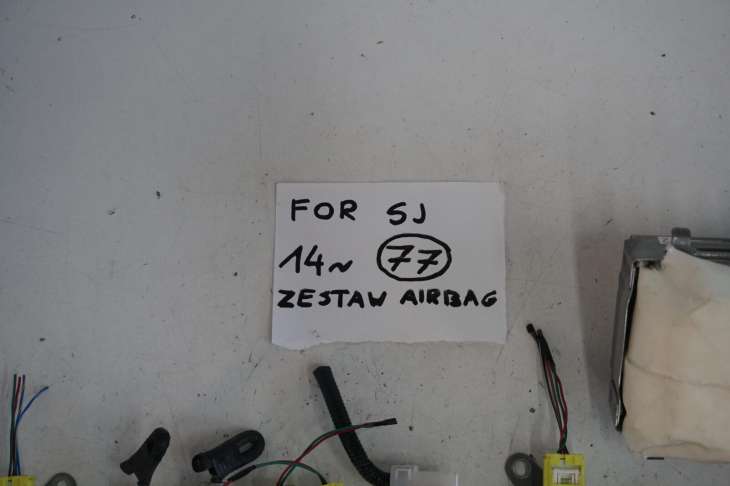 FOR SJ
14~ 77
ZESTAW AIRBAG